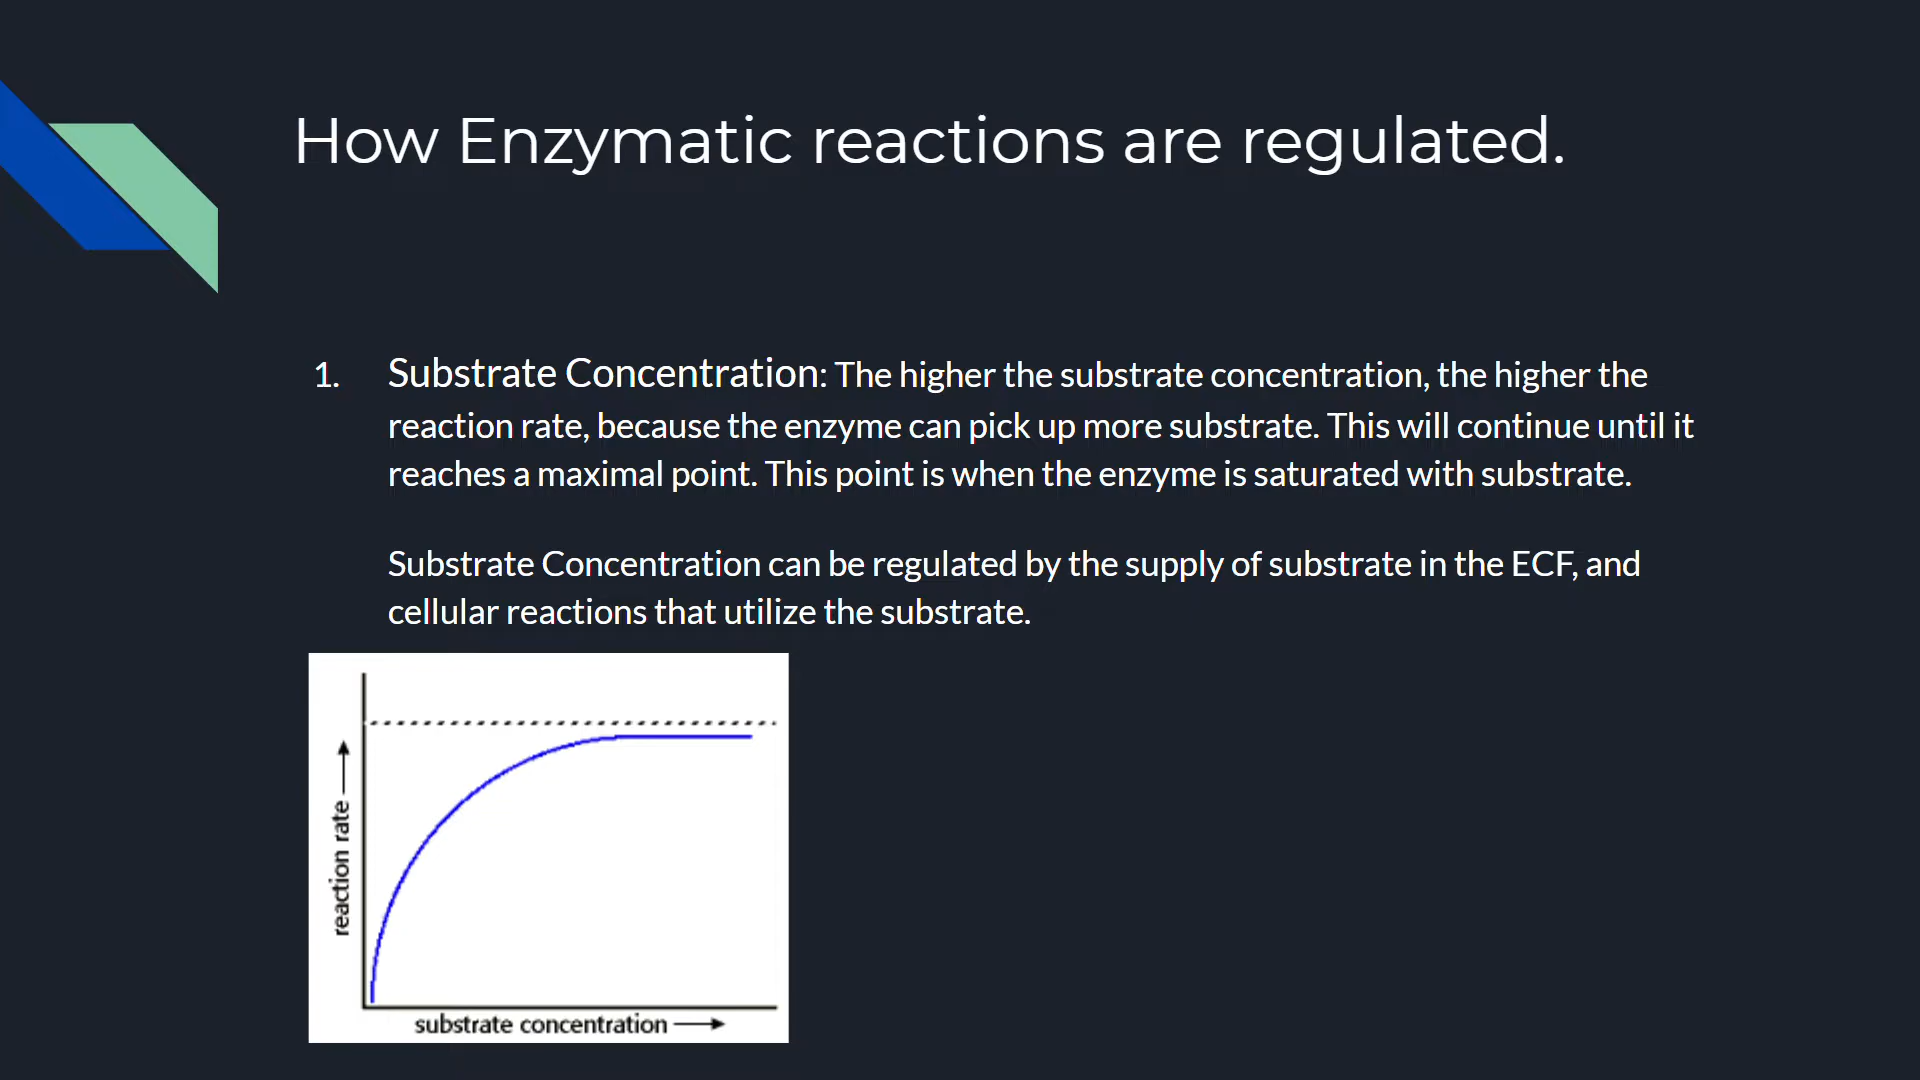 How Enzymatic reactions are regulated.
1. Substrate Concentration: The higher the substrate concentration, the higher the
reaction rate, because the enzyme can pick up more substrate. This will continue until it
reaches a maximal point. This point is when the enzyme is saturated with substrate.
Substrate Concentration can be regulated by the supply of substrate in the ECF, and
cellular reactions that utilize the substrate.
reaction rate
substrate concentration